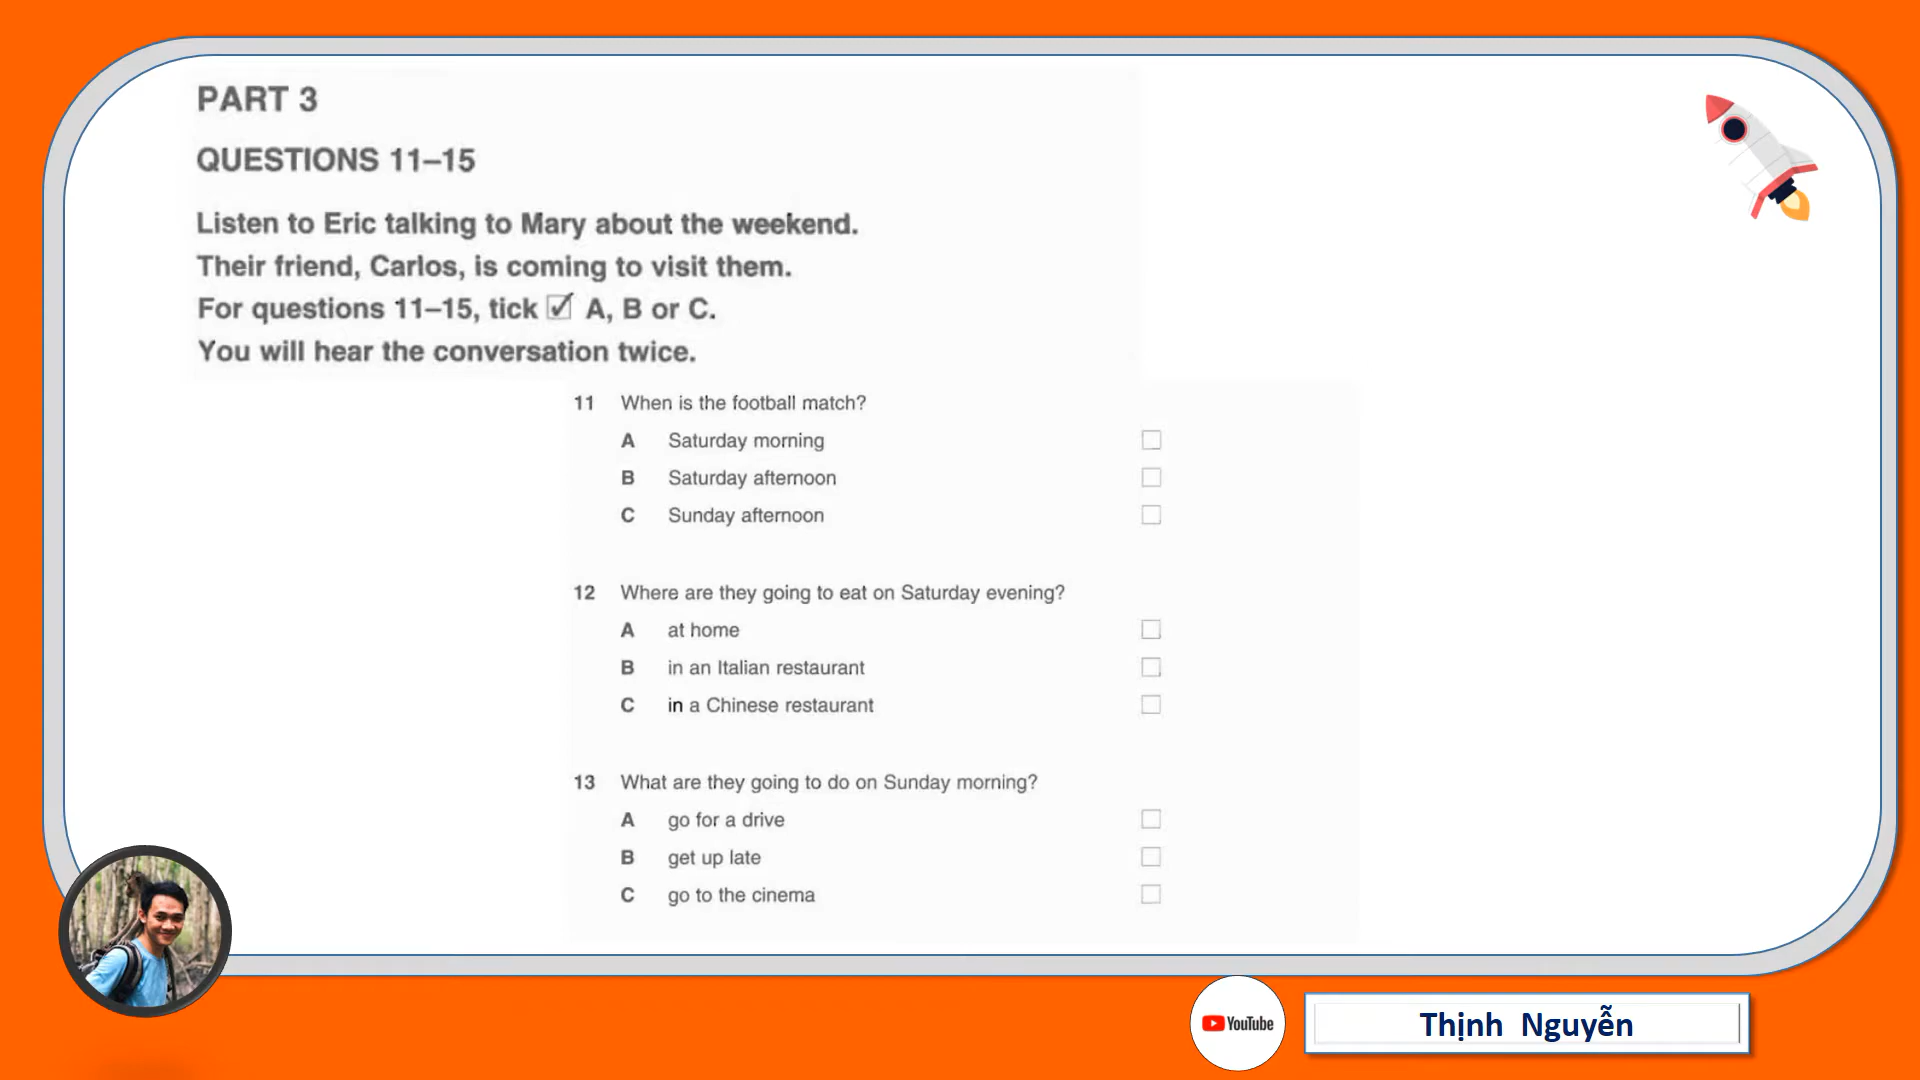 PART 3
QUESTIONS 11–15
Listen to Eric talking to Mary about the weekend.
Their friend, Carlos, is coming to visit them.
For questions 11–15, tick ☑ A, B or C.
You will hear the conversation twice.
11 When is the football match?
A Saturday morning
B Saturday afternoon
C Sunday afternoon
12 Where are they going to eat on Saturday evening?
A at home
B in an Italian restaurant
C in a Chinese restaurant
13 What are they going to do on Sunday morning?
A go for a drive
B get up late
C go to the cinema
YouTube
Thịnh Nguyễn